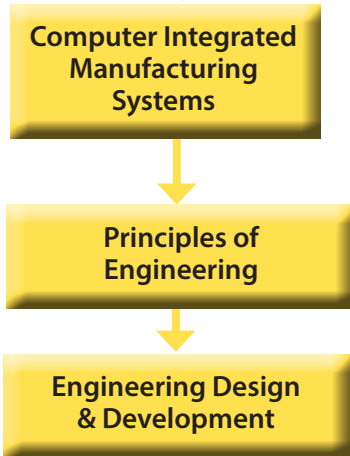 Computer Integrated
Manufacturing
Systems
Principles of
Engineering
Engineering Design
& Development